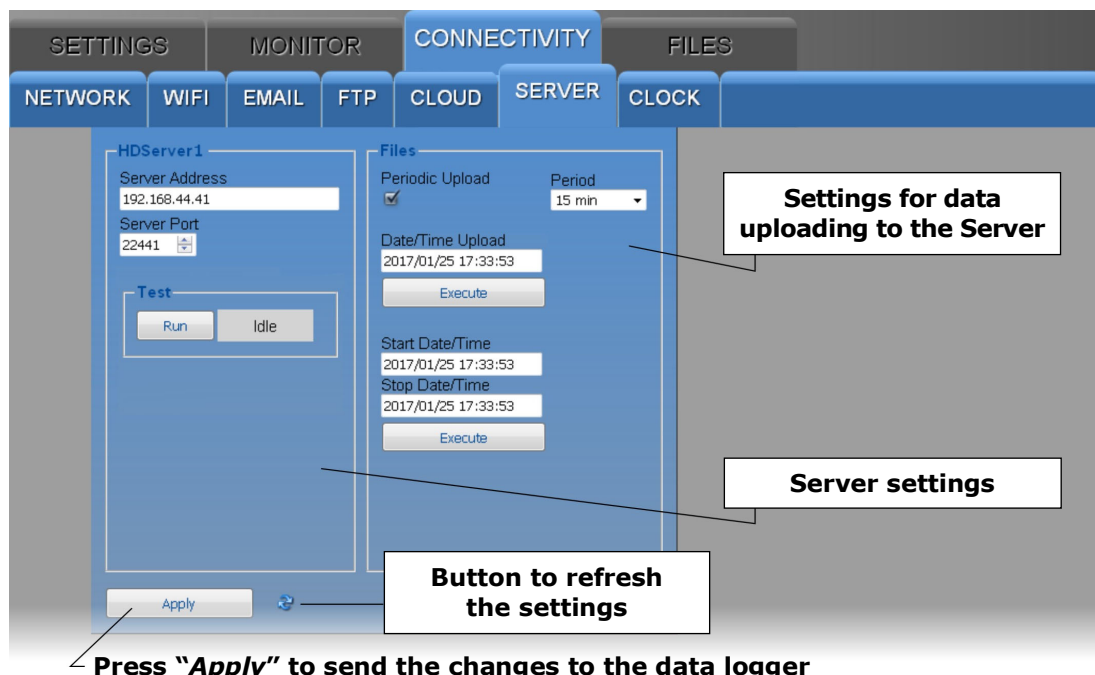 SETTINGS MONITOR CONNECTIVITY FILES
NETWORK WIFI EMAIL FTP CLOUD SERVER CLOCK
HDServer1
Server Address
192.168.44.41
Server Port
22441
Test
Run Idle
Files
Periodic Upload Period
15 min
Date/Time Upload
2017/01/25 17:33:53
Execute
Start Date/Time
2017/01/25 17:33:53
Stop Date/Time
2017/01/25 17:33:53
Execute
Settings for data
uploading to the Server
Server settings
Button to refresh
the settings
Apply
Press “Apply” to send the changes to the data logger